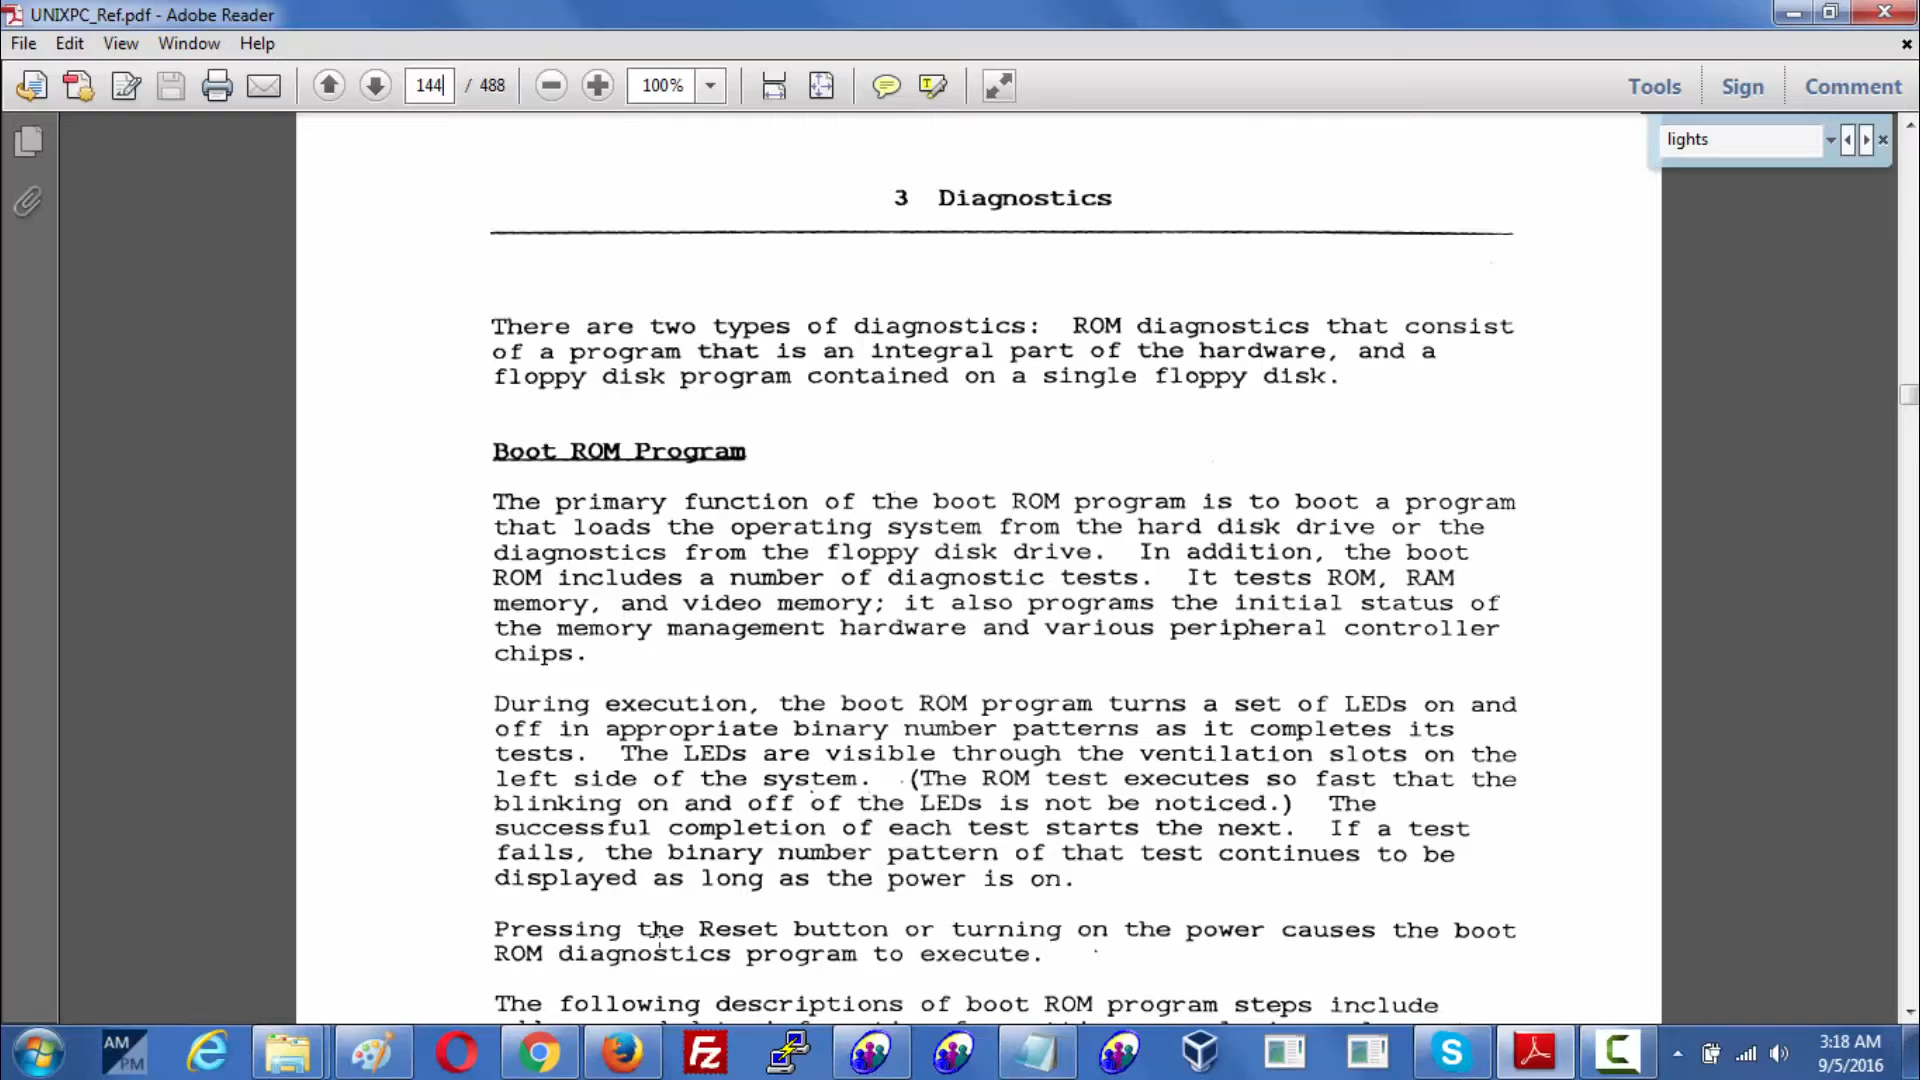 UNIXPC_Ref.pdf - Adobe Reader
File Edit View Window Help
144 / 488 100% Tools Sign Comment
lights
3 Diagnostics
There are two types of diagnostics: ROM diagnostics that consist
of a program that is an integral part of the hardware, and a
floppy disk program contained on a single floppy disk.
Boot ROM Program
The primary function of the boot ROM program is to boot a program
that loads the operating system from the hard disk drive or the
diagnostics from the floppy disk drive. In addition, the boot
ROM includes a number of diagnostic tests. It tests ROM, RAM
memory, and video memory; it also programs the initial status of
the memory management hardware and various peripheral controller
chips.
During execution, the boot ROM program turns a set of LEDs on and
off in appropriate binary number patterns as it completes its
tests. The LEDs are visible through the ventilation slots on the
left side of the system. (The ROM test executes so fast that the
blinking on and off of the LEDs is not be noticed.) The
successful completion of each test starts the next. If a test
fails, the binary number pattern of that test continues to be
displayed as long as the power is on.
Pressing the Reset button or turning on the power causes the boot
ROM diagnostics program to execute.
The following descriptions of boot ROM program steps include
AM
PM
3:18 AM
9/5/2016